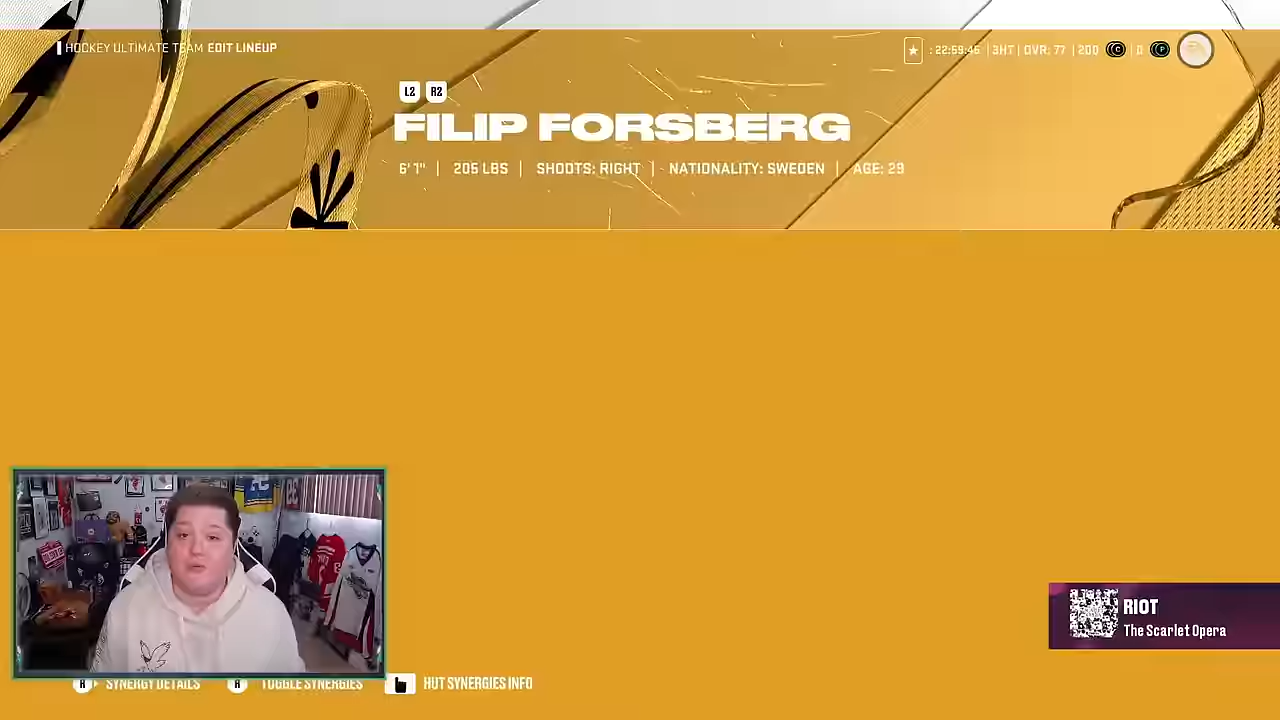 HOCKEY ULTIMATE TEAM EDIT LINEUP
: 22:59:46 | 3HT | OVR: 77 | 200 C | 0 P
L2 R2
FILIP FORSBERG
6' 1" | 205 LBS | SHOOTS: RIGHT | NATIONALITY: SWEDEN | AGE: 29
RIOT
The Scarlet Opera
R SYNERGY DETAILS R TOGGLE SYNERGIES HUT SYNERGIES INFO